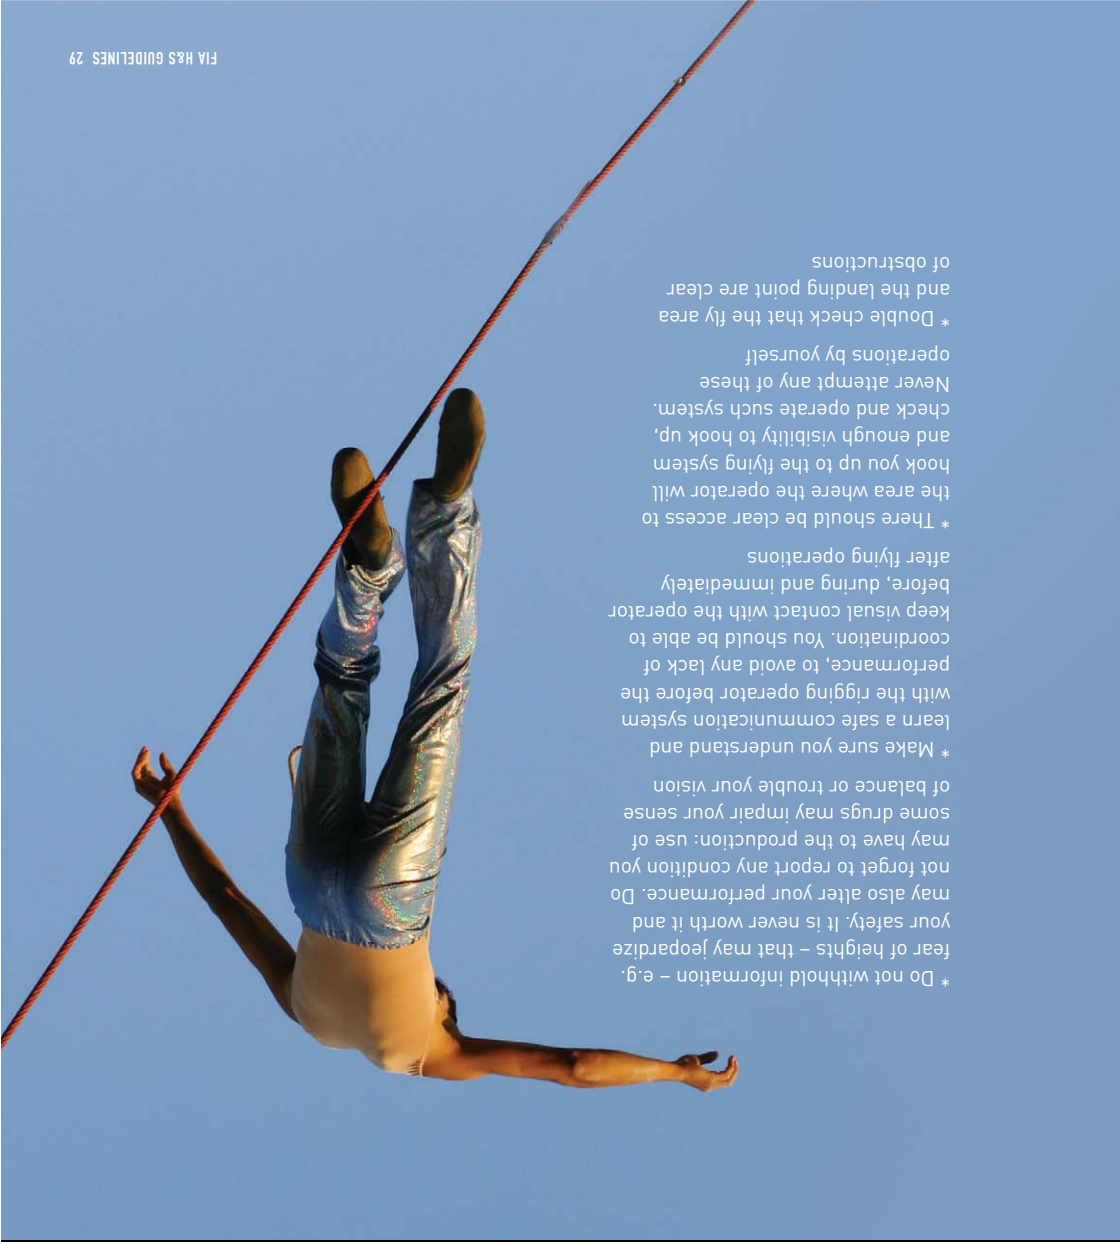 * Do not withhold information – e.g.
fear of heights – that may jeopardize
your safety. It is never worth it and
may also alter your performance. Do
not forget to report any condition you
may have to the production: use of
some drugs may impair your sense
of balance or trouble your vision
* Make sure you understand and
learn a safe communication system
with the rigging operator before the
performance, to avoid any lack of
coordination. You should be able to
keep visual contact with the operator
before, during and immediately
after flying operations
* There should be clear access to
the area where the operator will
hook you up to the flying system
and enough visibility to hook up,
check and operate such system.
Never attempt any of these
operations by yourself
* Double check that the fly area
and the landing point are clear
of obstructions
FIA H&S GUIDELINES 29